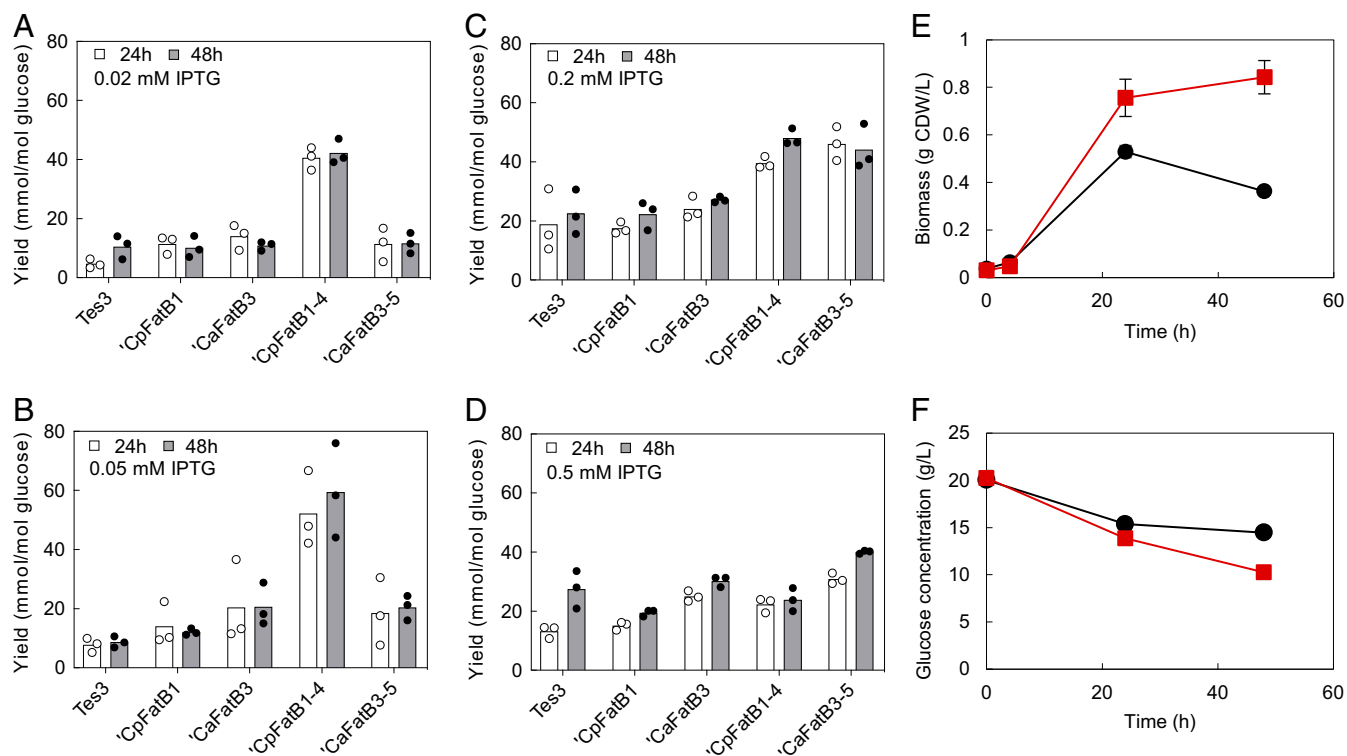 A
Yield (mmol/mol glucose)
80
60
40
20
0
24h 48h
0.02 mM IPTG
Tes3
'CpFatB1
'CaFatB3
'CpFatB1-4
'CaFatB3-5
C
Yield (mmol/mol glucose)
80
60
40
20
0
24h 48h
0.2 mM IPTG
Tes3
'CpFatB1
'CaFatB3
'CpFatB1-4
'CaFatB3-5
E
Biomass (g CDW/L)
1
0.8
0.6
0.4
0.2
0
0 20 40 60
Time (h)
B
Yield (mmol/mol glucose)
80
60
40
20
0
24h 48h
0.05 mM IPTG
Tes3
'CpFatB1
'CaFatB3
'CpFatB1-4
'CaFatB3-5
D
Yield (mmol/mol glucose)
80
60
40
20
0
24h 48h
0.5 mM IPTG
Tes3
'CpFatB1
'CaFatB3
'CpFatB1-4
'CaFatB3-5
F
Glucose concentration (g/L)
25
20
15
10
5
0
0 20 40 60
Time (h)